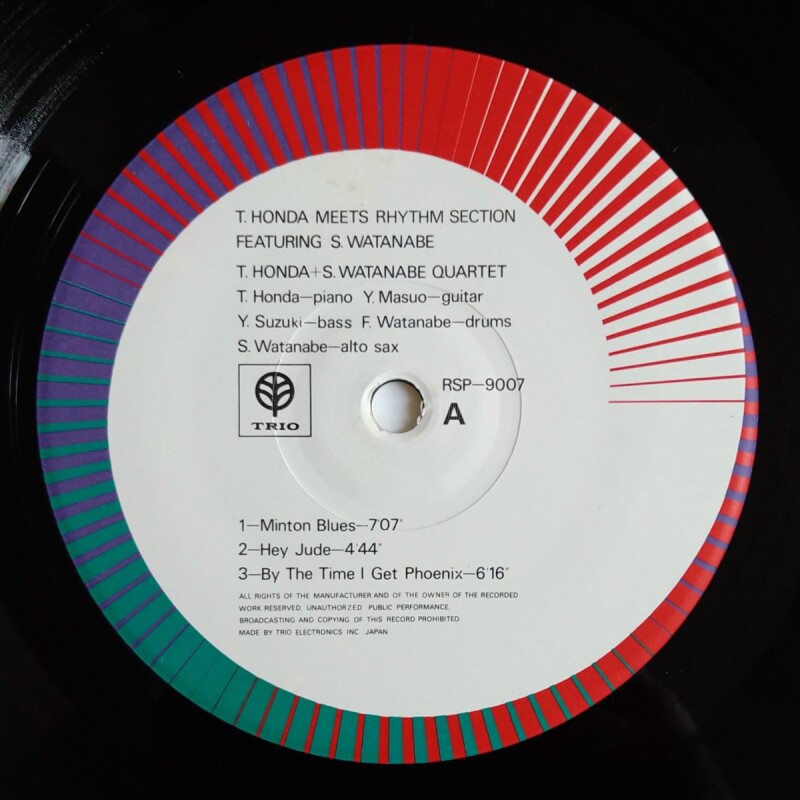 T. HONDA MEETS RHYTHM SECTION
FEATURING S. WATANABE
T. HONDA+S. WATANABE QUARTET
T. Honda—piano Y. Masuo—guitar
Y. Suzuki—bass F. Watanabe—drums
S. Watanabe—alto sax
TRIO
RSP—9007
A
1—Minton Blues—7'07"
2—Hey Jude—4'44"
3—By The Time I Get Phoenix—6'16"
ALL RIGHTS OF THE MANUFACTURER AND OF THE OWNER OF THE RECORDED
WORK RESERVED. UNAUTHORZED PUBLIC PERFORMANCE.
BROADCASTING AND COPYING OF THIS RECORD PROHIBITED
MADE BY TRIO ELECTRONICS INC JAPAN